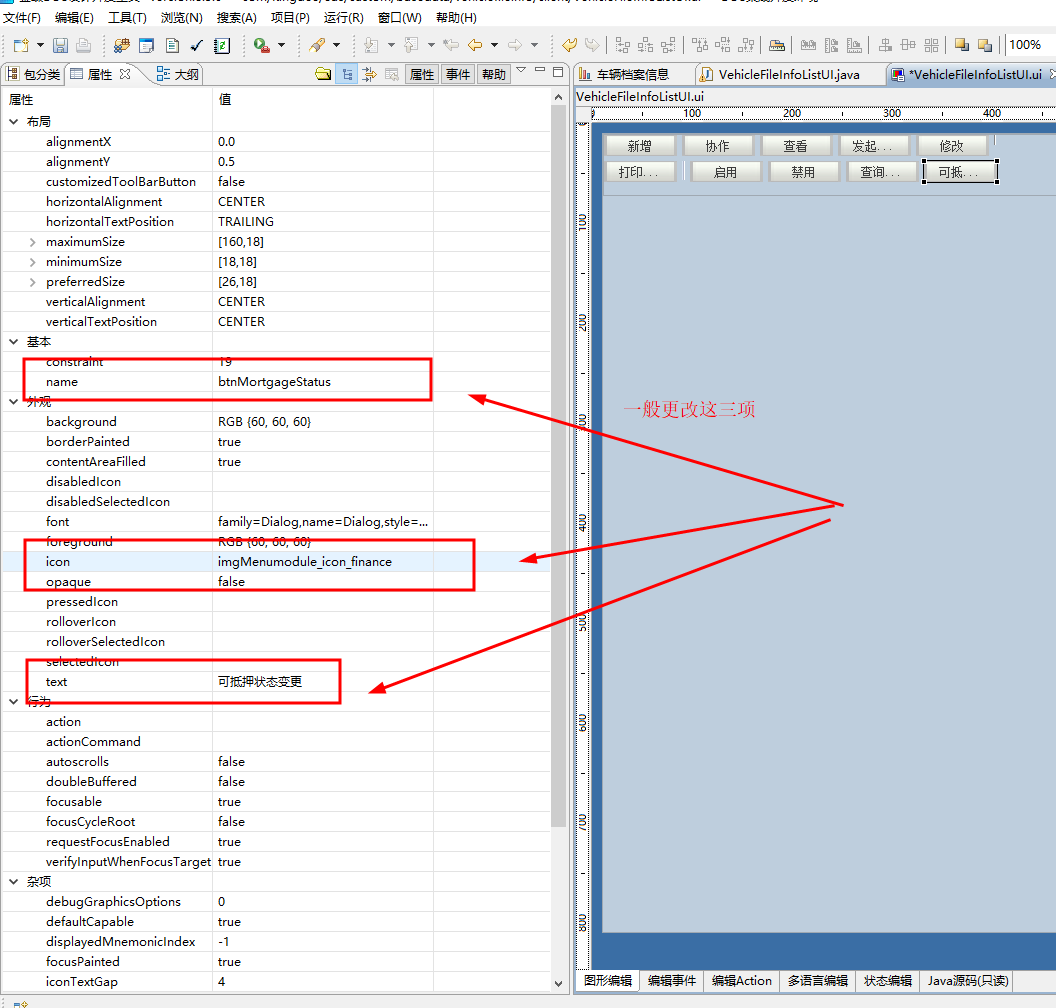 文件(F) 编辑(E) 工具(T) 浏览(N) 搜索(A) 项目(P) 运行(R) 窗口(W) 帮助(H)
100%
包分类 属性 大纲 属性 事件 帮助
车辆档案信息 VehicleFileInfoListUI.java *VehicleFileInfoListUI.ui
VehicleFileInfoListUI.ui
属性 值
布局
alignmentX 0.0
alignmentY 0.5
customizedToolBarButton false
horizontalAlignment CENTER
horizontalTextPosition TRAILING
maximumSize [160,18]
minimumSize [18,18]
preferredSize [26,18]
verticalAlignment CENTER
verticalTextPosition CENTER
基本
constraint 19
name btnMortgageStatus
外观
background RGB {60, 60, 60}
borderPainted true
contentAreaFilled true
disabledIcon
disabledSelectedIcon
font family=Dialog,name=Dialog,style=...
foreground RGB {60, 60, 60}
icon imgMenumodule_icon_finance
opaque false
pressedIcon
rolloverIcon
rolloverSelectedIcon
selectedIcon
text 可抵押状态变更
行为
action
actionCommand
autoscrolls false
doubleBuffered false
focusable true
focusCycleRoot false
requestFocusEnabled true
verifyInputWhenFocusTarget true
杂项
debugGraphicsOptions 0
defaultCapable true
displayedMnemonicIndex -1
focusPainted true
iconTextGap 4
0 100 200 300 400
新增 协作 查看 发起... 修改
打印... 启用 禁用 查询... 可抵...
100
200
300
400
500
600
700
800
一般更改这三项
图形编辑 编辑事件 编辑Action 多语言编辑 状态编辑 Java源码(只读)